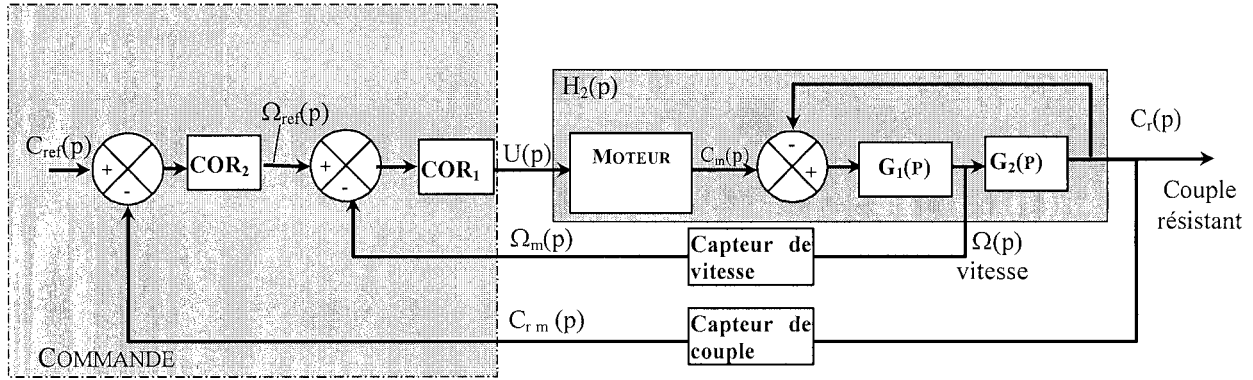 H₂(p)
Ω_ref(p)
C_r(p)
C_ref(p)
+
-
COR₂
+
-
COR₁
U(p)
MOTEUR
C_m(p)
-
+
G₁(P)
G₂(P)
Couple
résistant
Ω_m(p)
Capteur de
vitesse
Ω(p)
vitesse
C_r m (p)
Capteur de
couple
COMMANDE